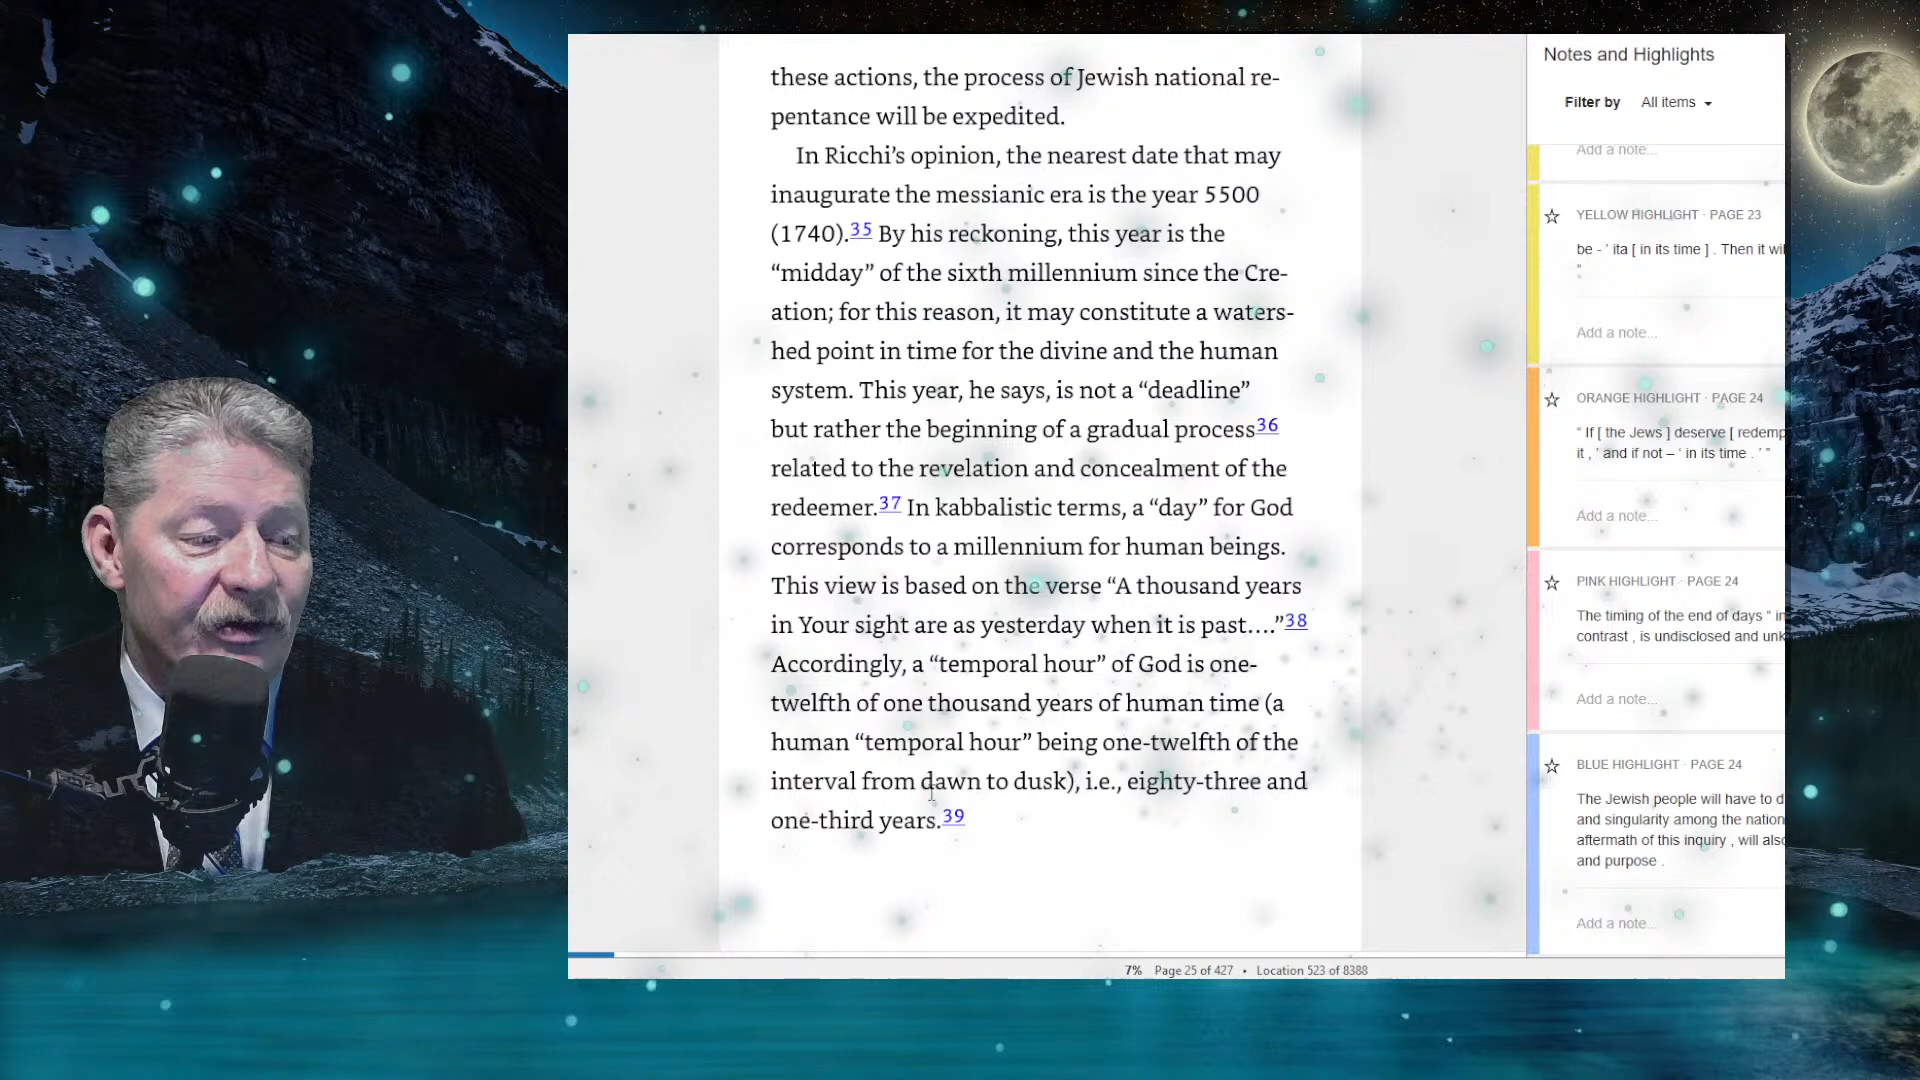 these actions, the process of Jewish national re-
pentance will be expedited.
In Ricchi's opinion, the nearest date that may
inaugurate the messianic era is the year 5500
(1740).35 By his reckoning, this year is the
“midday” of the sixth millennium since the Cre-
ation; for this reason, it may constitute a waters-
hed point in time for the divine and the human
system. This year, he says, is not a “deadline”
but rather the beginning of a gradual process36
related to the revelation and concealment of the
redeemer.37 In kabbalistic terms, a “day” for God
corresponds to a millennium for human beings.
This view is based on the verse “A thousand years
in Your sight are as yesterday when it is past....”38
Accordingly, a “temporal hour” of God is one-
twelfth of one thousand years of human time (a
human “temporal hour” being one-twelfth of the
interval from dawn to dusk), i.e., eighty-three and
one-third years.39
7% Page 25 of 427 • Location 523 of 8388
Notes and Highlights
Filter by All items
Add a note...
YELLOW HIGHLIGHT · PAGE 23
be - ' ita [ in its time ] . Then it wil
"
Add a note...
ORANGE HIGHLIGHT · PAGE 24
“ If [ the Jews ] deserve [ redemp
it , ’ and if not – ‘ in its time . ’ ”
Add a note...
PINK HIGHLIGHT · PAGE 24
The timing of the end of days “ in
contrast , is undisclosed and unk
Add a note...
BLUE HIGHLIGHT · PAGE 24
The Jewish people will have to d
and singularity among the nation
aftermath of this inquiry , will also
and purpose .
Add a note...